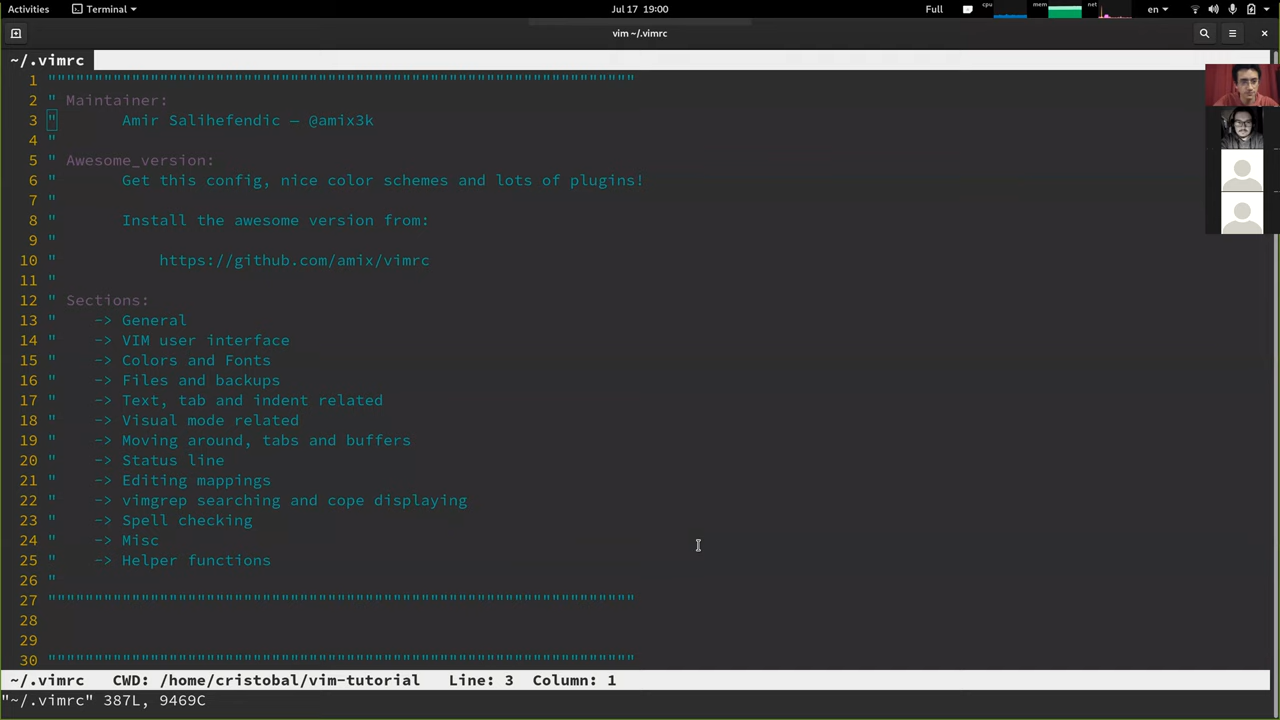 Activities Terminal Jul 17 19:00 Full cpu mem net en
vim ~/.vimrc
~/.vimrc
1 """"""""""""""""""""""""""""""""""""""""""""""""""""""""""""""
2 " Maintainer:
3 "       Amir Salihefendic — @amix3k
4 "
5 " Awesome_version:
6 "       Get this config, nice color schemes and lots of plugins!
7 "
8 "       Install the awesome version from:
9 "
10 "           https://github.com/amix/vimrc
11 "
12 " Sections:
13 "    -> General
14 "    -> VIM user interface
15 "    -> Colors and Fonts
16 "    -> Files and backups
17 "    -> Text, tab and indent related
18 "    -> Visual mode related
19 "    -> Moving around, tabs and buffers
20 "    -> Status line
21 "    -> Editing mappings
22 "    -> vimgrep searching and cope displaying
23 "    -> Spell checking
24 "    -> Misc
25 "    -> Helper functions
26 "
27 """"""""""""""""""""""""""""""""""""""""""""""""""""""""""""""
28
29
30 """"""""""""""""""""""""""""""""""""""""""""""""""""""""""""""
~/.vimrc   CWD: /home/cristobal/vim-tutorial   Line: 3  Column: 1
"~/.vimrc" 387L, 9469C